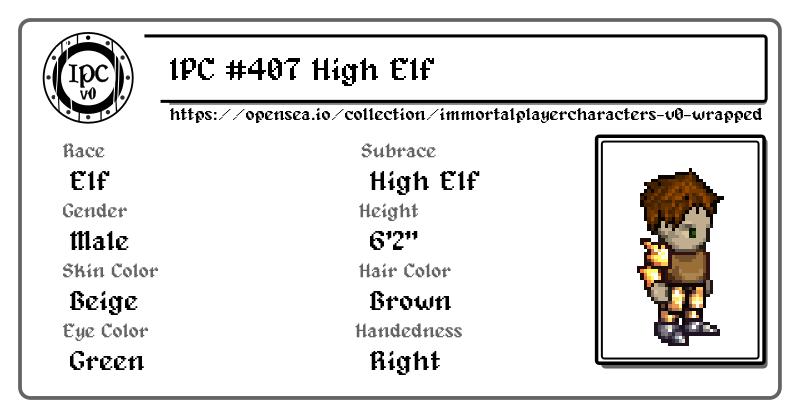 IPC
v0
IPC #407 High Elf
https://opensea.io/collection/immortalplayercharacters-v0-wrapped
Race
Subrace
Elf
High Elf
Gender
Height
Male
6'2"
Skin Color
Hair Color
Beige
Brown
Eye Color
Handedness
Green
Right